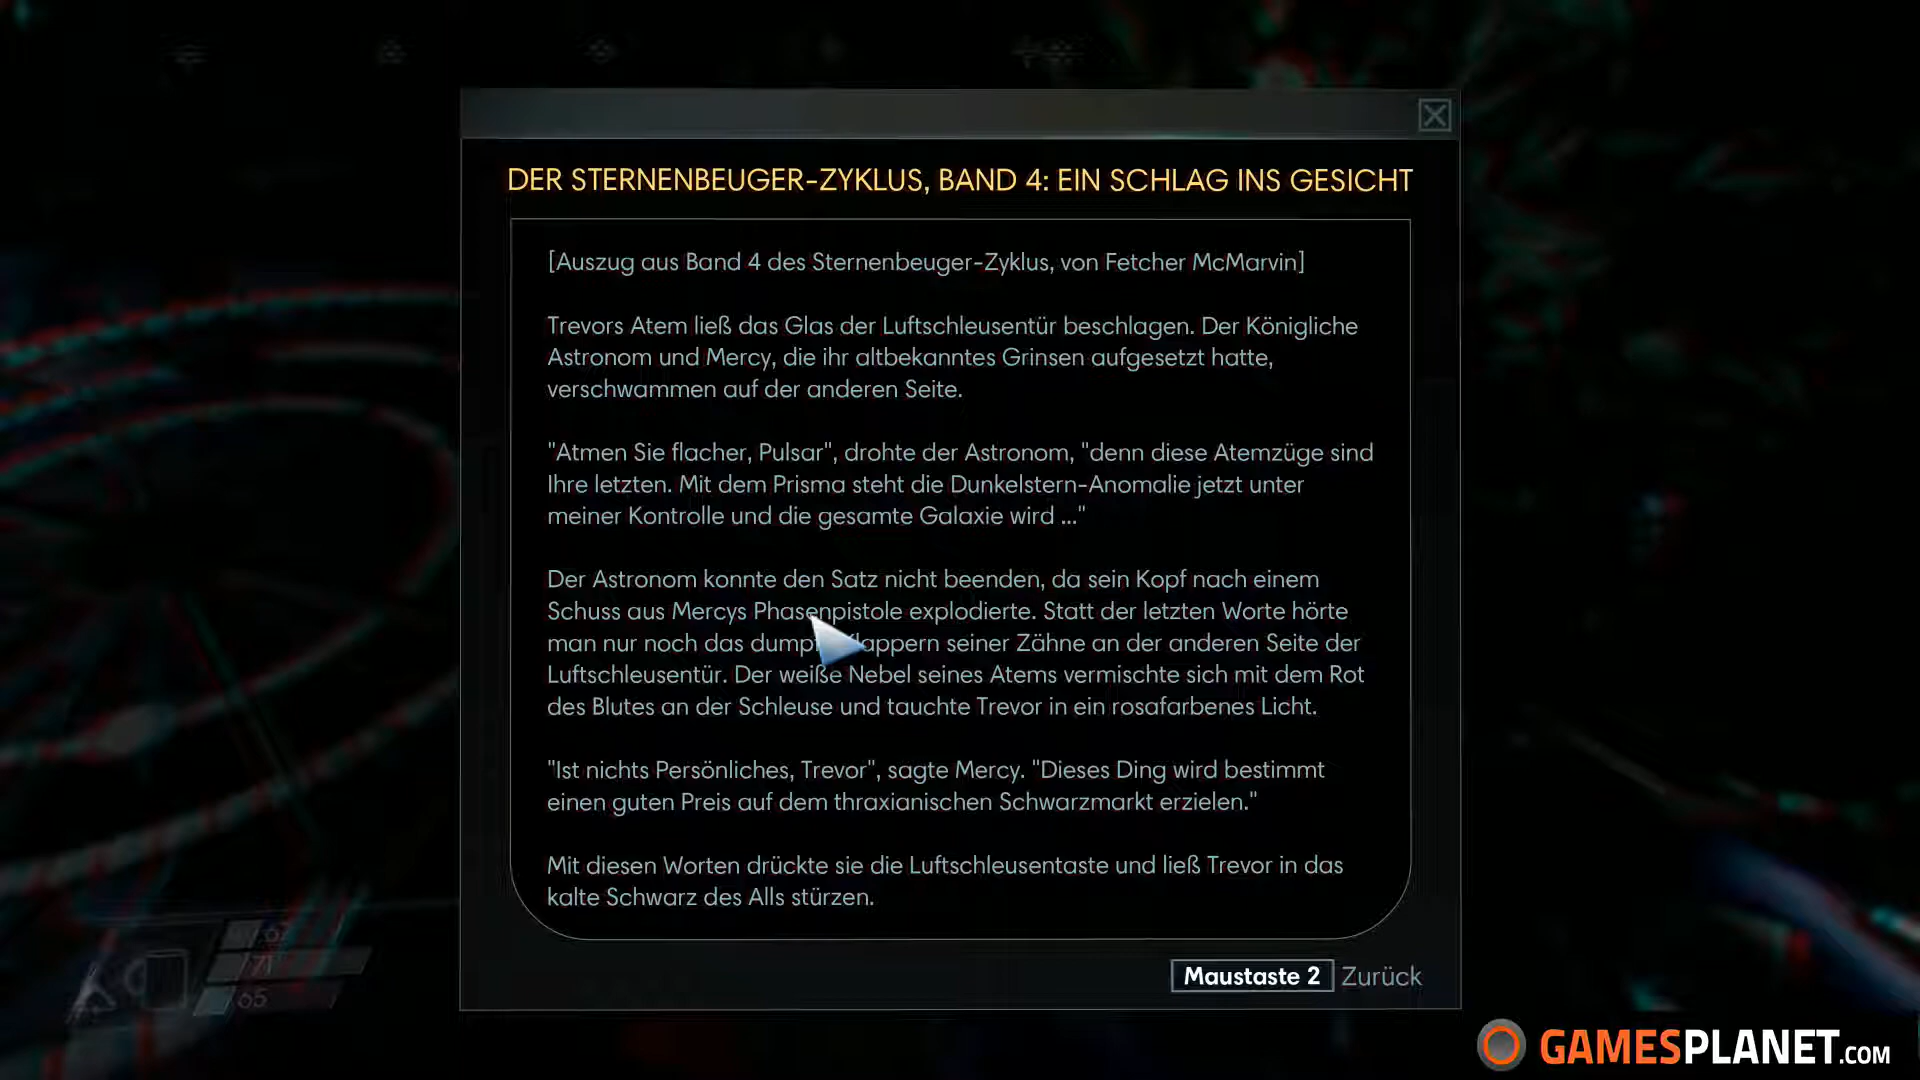 DER STERNENBEUGER-ZYKLUS, BAND 4: EIN SCHLAG INS GESICHT
[Auszug aus Band 4 des Sternenbeuger-Zyklus, von Fetcher McMarvin]
Trevors Atem ließ das Glas der Luftschleusentür beschlagen. Der Königliche
Astronom und Mercy, die ihr altbekanntes Grinsen aufgesetzt hatte,
verschwammen auf der anderen Seite.
"Atmen Sie flacher, Pulsar", drohte der Astronom, "denn diese Atemzüge sind
Ihre letzten. Mit dem Prisma steht die Dunkelstern-Anomalie jetzt unter
meiner Kontrolle und die gesamte Galaxie wird ..."
Der Astronom konnte den Satz nicht beenden, da sein Kopf nach einem
Schuss aus Mercys Phasenpistole explodierte. Statt der letzten Worte hörte
man nur noch das seiner Zähne an der anderen Seite der
Luftschleusentür. Der weiße Nebel seines Atems vermischte sich mit dem Rot
des Blutes an der Schleuse und tauchte Trevor in ein rosafarbenes Licht.
"Ist nichts Persönliches, Trevor", sagte Mercy. "Dieses Ding wird bestimmt
einen guten Preis auf dem thraxianischen Schwarzmarkt erzielen."
Mit diesen Worten drückte sie die Luftschleusentaste und ließ Trevor in das
kalte Schwarz des Alls stürzen.
Maustaste 2 Zurück
71
65
GAMESPLANET.COM